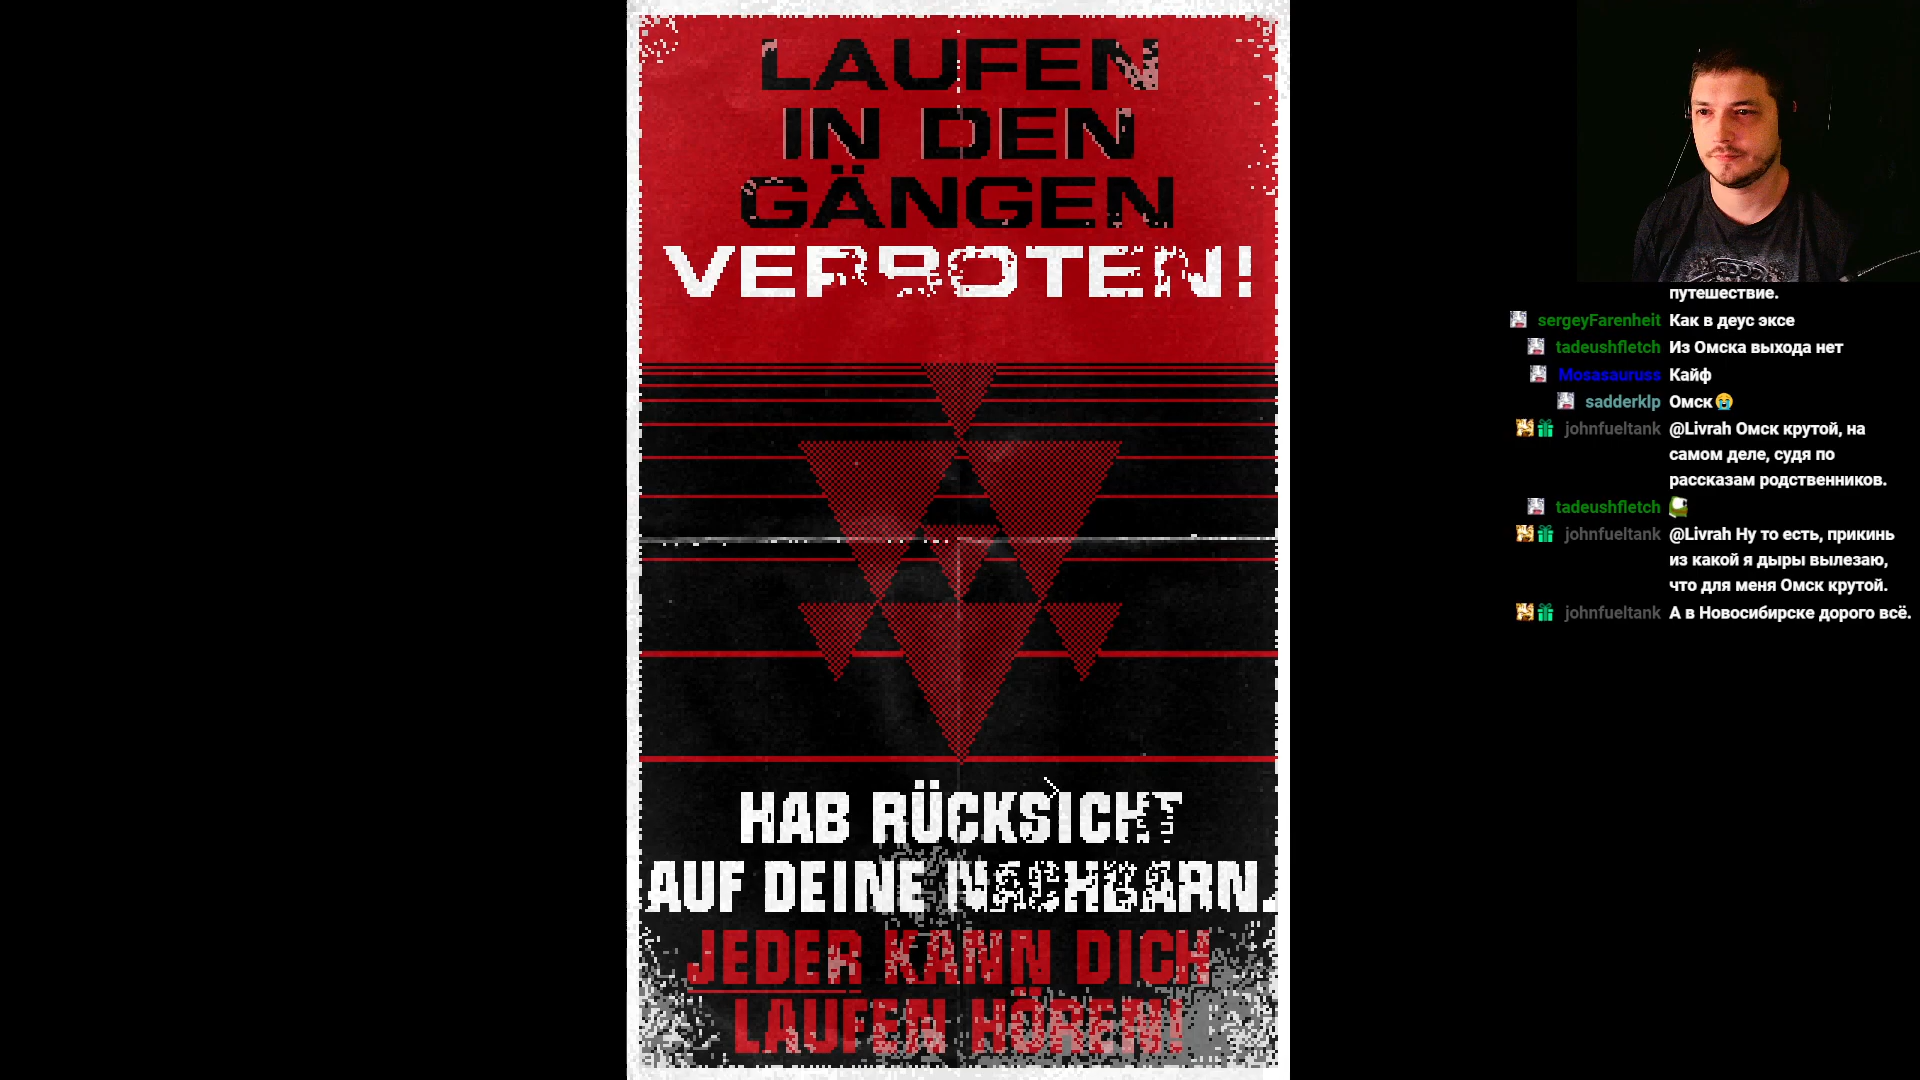 LAUFEN
IN DEN
GÄNGEN
VERBOTEN!
HAB RÜCKSICHT
AUF DEINE NACHBARN.
JEDER KANN DICH
LAUFEN HÖREN!
путешествие.
sergeyFarenheit Как в деус эксе
tadeushfletch Из Омска выхода нет
Mosasauruss Кайф
sadderklp Омск😭
johnfueltank @Livrah Омск крутой, на
самом деле, судя по
рассказам родственников.
tadeushfletch
johnfueltank @Livrah Ну то есть, прикинь
из какой я дыры вылезаю,
что для меня Омск крутой.
johnfueltank А в Новосибирске дорого всё.